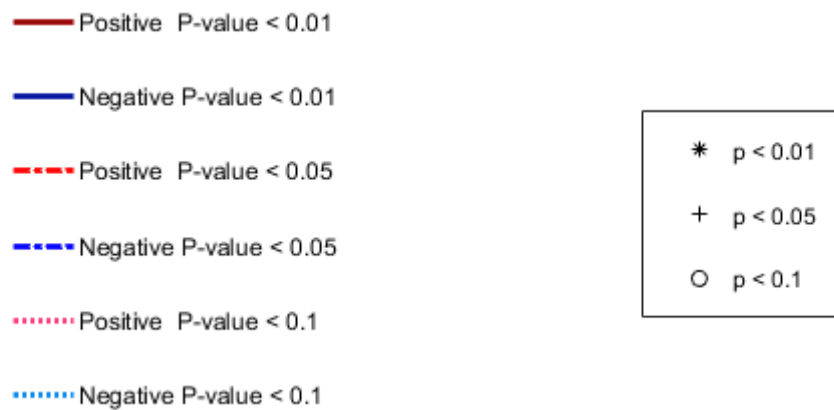 Positive  P-value < 0.01
Negative P-value < 0.01
Positive  P-value < 0.05
Negative P-value < 0.05
Positive  P-value < 0.1
Negative P-value < 0.1
p < 0.01
p < 0.05
p < 0.1